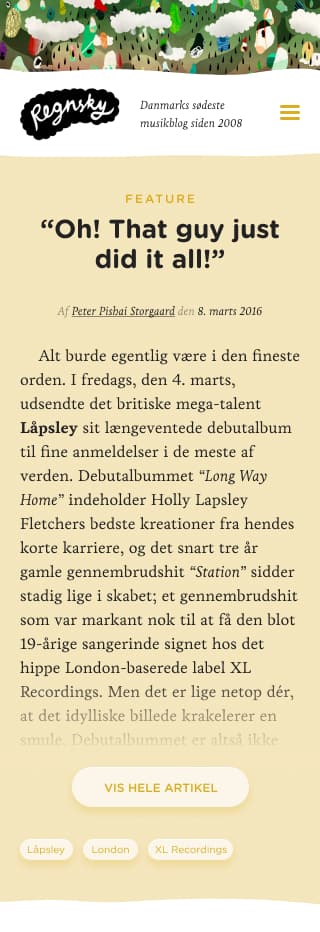 Regnsky
Danmarks sødeste
musikblog siden 2008
FEATURE
“Oh! That guy just
did it all!”
Af Peter Pishai Storgaard den 8. marts 2016
Alt burde egentlig være i den fineste
orden. I fredags, den 4. marts,
udsendte det britiske mega-talent
Låpsley sit længeventede debutalbum
til fine anmeldelser i de meste af
verden. Debutalbummet “Long Way
Home” indeholder Holly Lapsley
Fletchers bedste kreationer fra hendes
korte karriere, og det snart tre år
gamle gennembrudshit “Station” sidder
stadig lige i skabet; et gennembrudshit
som var markant nok til at få den blot
19-årige sangerinde signet hos det
hippe London-baserede label XL
Recordings. Men det er lige netop dér,
at det idylliske billede krakelerer en
smule. Debutalbummet er altså ikke
VIS HELE ARTIKEL
Låpsley London XL Recordings